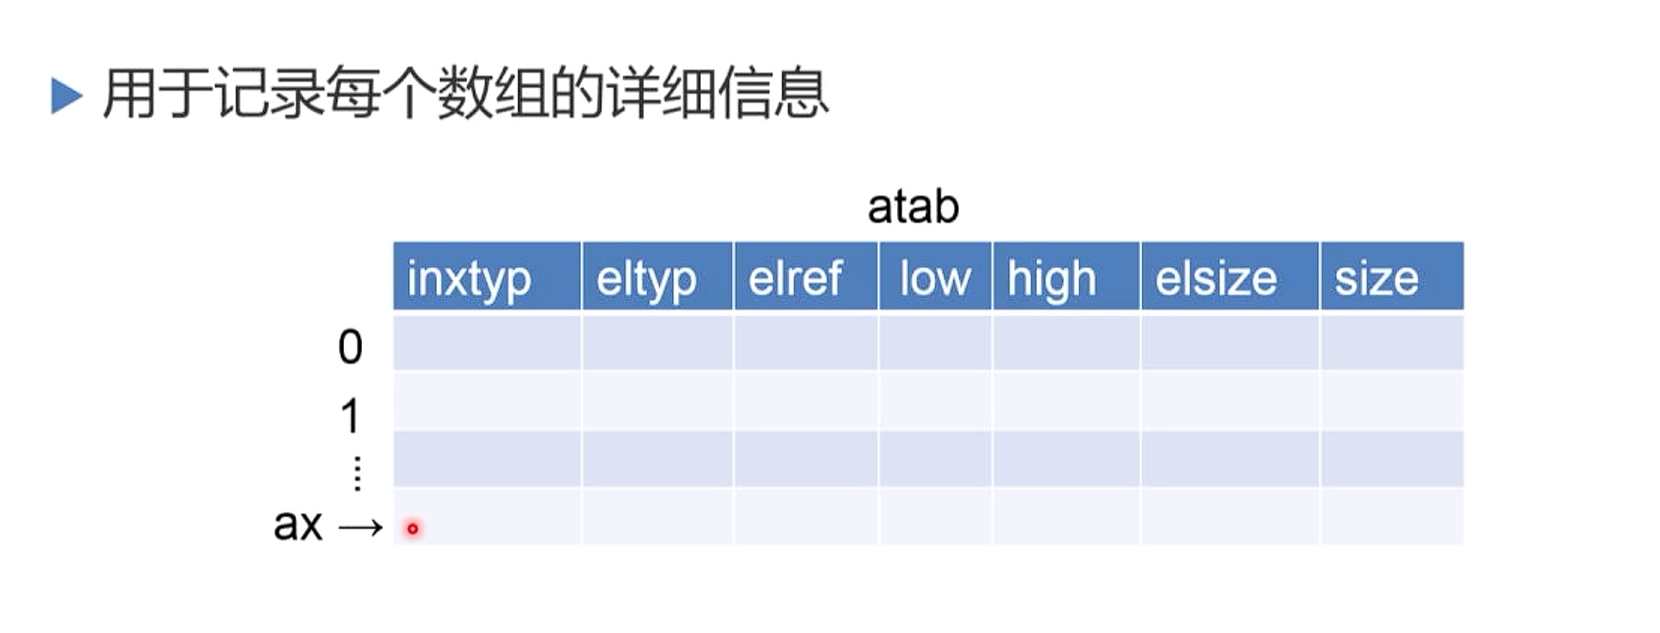 用于记录每个数组的详细信息
atab
inxtyp eltyp elref low high elsize size
0
1
⋮
ax →